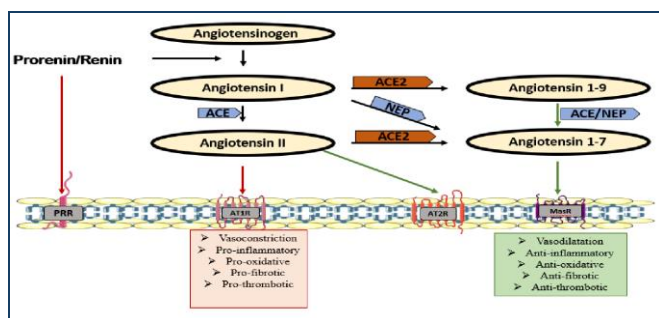 Angiotensinogen
Prorenin/Renin
Angiotensin I
ACE2
Angiotensin 1-9
ACE
NEP
ACE/NEP
Angiotensin II
ACE2
Angiotensin 1-7
PRR
AT1R
AT2R
MasR
➢ Vasoconstriction
➢ Pro-inflammatory
➢ Pro-oxidative
➢ Pro-fibrotic
➢ Pro-thrombotic
➢ Vasodilatation
➢ Anti-inflammatory
➢ Anti-oxidative
➢ Anti-fibrotic
➢ Anti-thrombotic